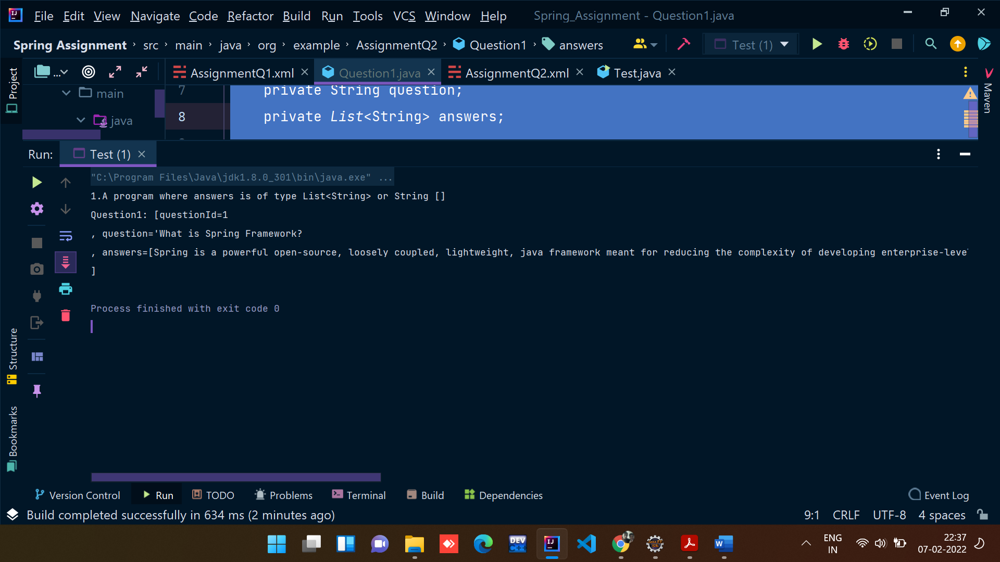 File Edit View Navigate Code Refactor Build Run Tools VCS Window Help Spring_Assignment - Question1.java
Spring Assignment › src › main › java › org › example › AssignmentQ2 › Question1 › answers
Test (1)
Project
... AssignmentQ1.xml Question1.java AssignmentQ2.xml Test.java
Maven
main
java
7 private String question;
8 private List<String> answers;
Run: Test (1)
"C:\Program Files\Java\jdk1.8.0_301\bin\java.exe" ...
1.A program where answers is of type List<String> or String []
Question1: [questionId=1
, question='What is Spring Framework?
, answers=[Spring is a powerful open-source, loosely coupled, lightweight, java framework meant for reducing the complexity of developing enterprise-leve
]
Process finished with exit code 0
Structure
Bookmarks
Version Control Run TODO Problems Terminal Build Dependencies Event Log
Build completed successfully in 634 ms (2 minutes ago) 9:1 CRLF UTF-8 4 spaces
DEV
C++
IJ
Java EE
IDE
W
ENG
IN
22:37
07-02-2022